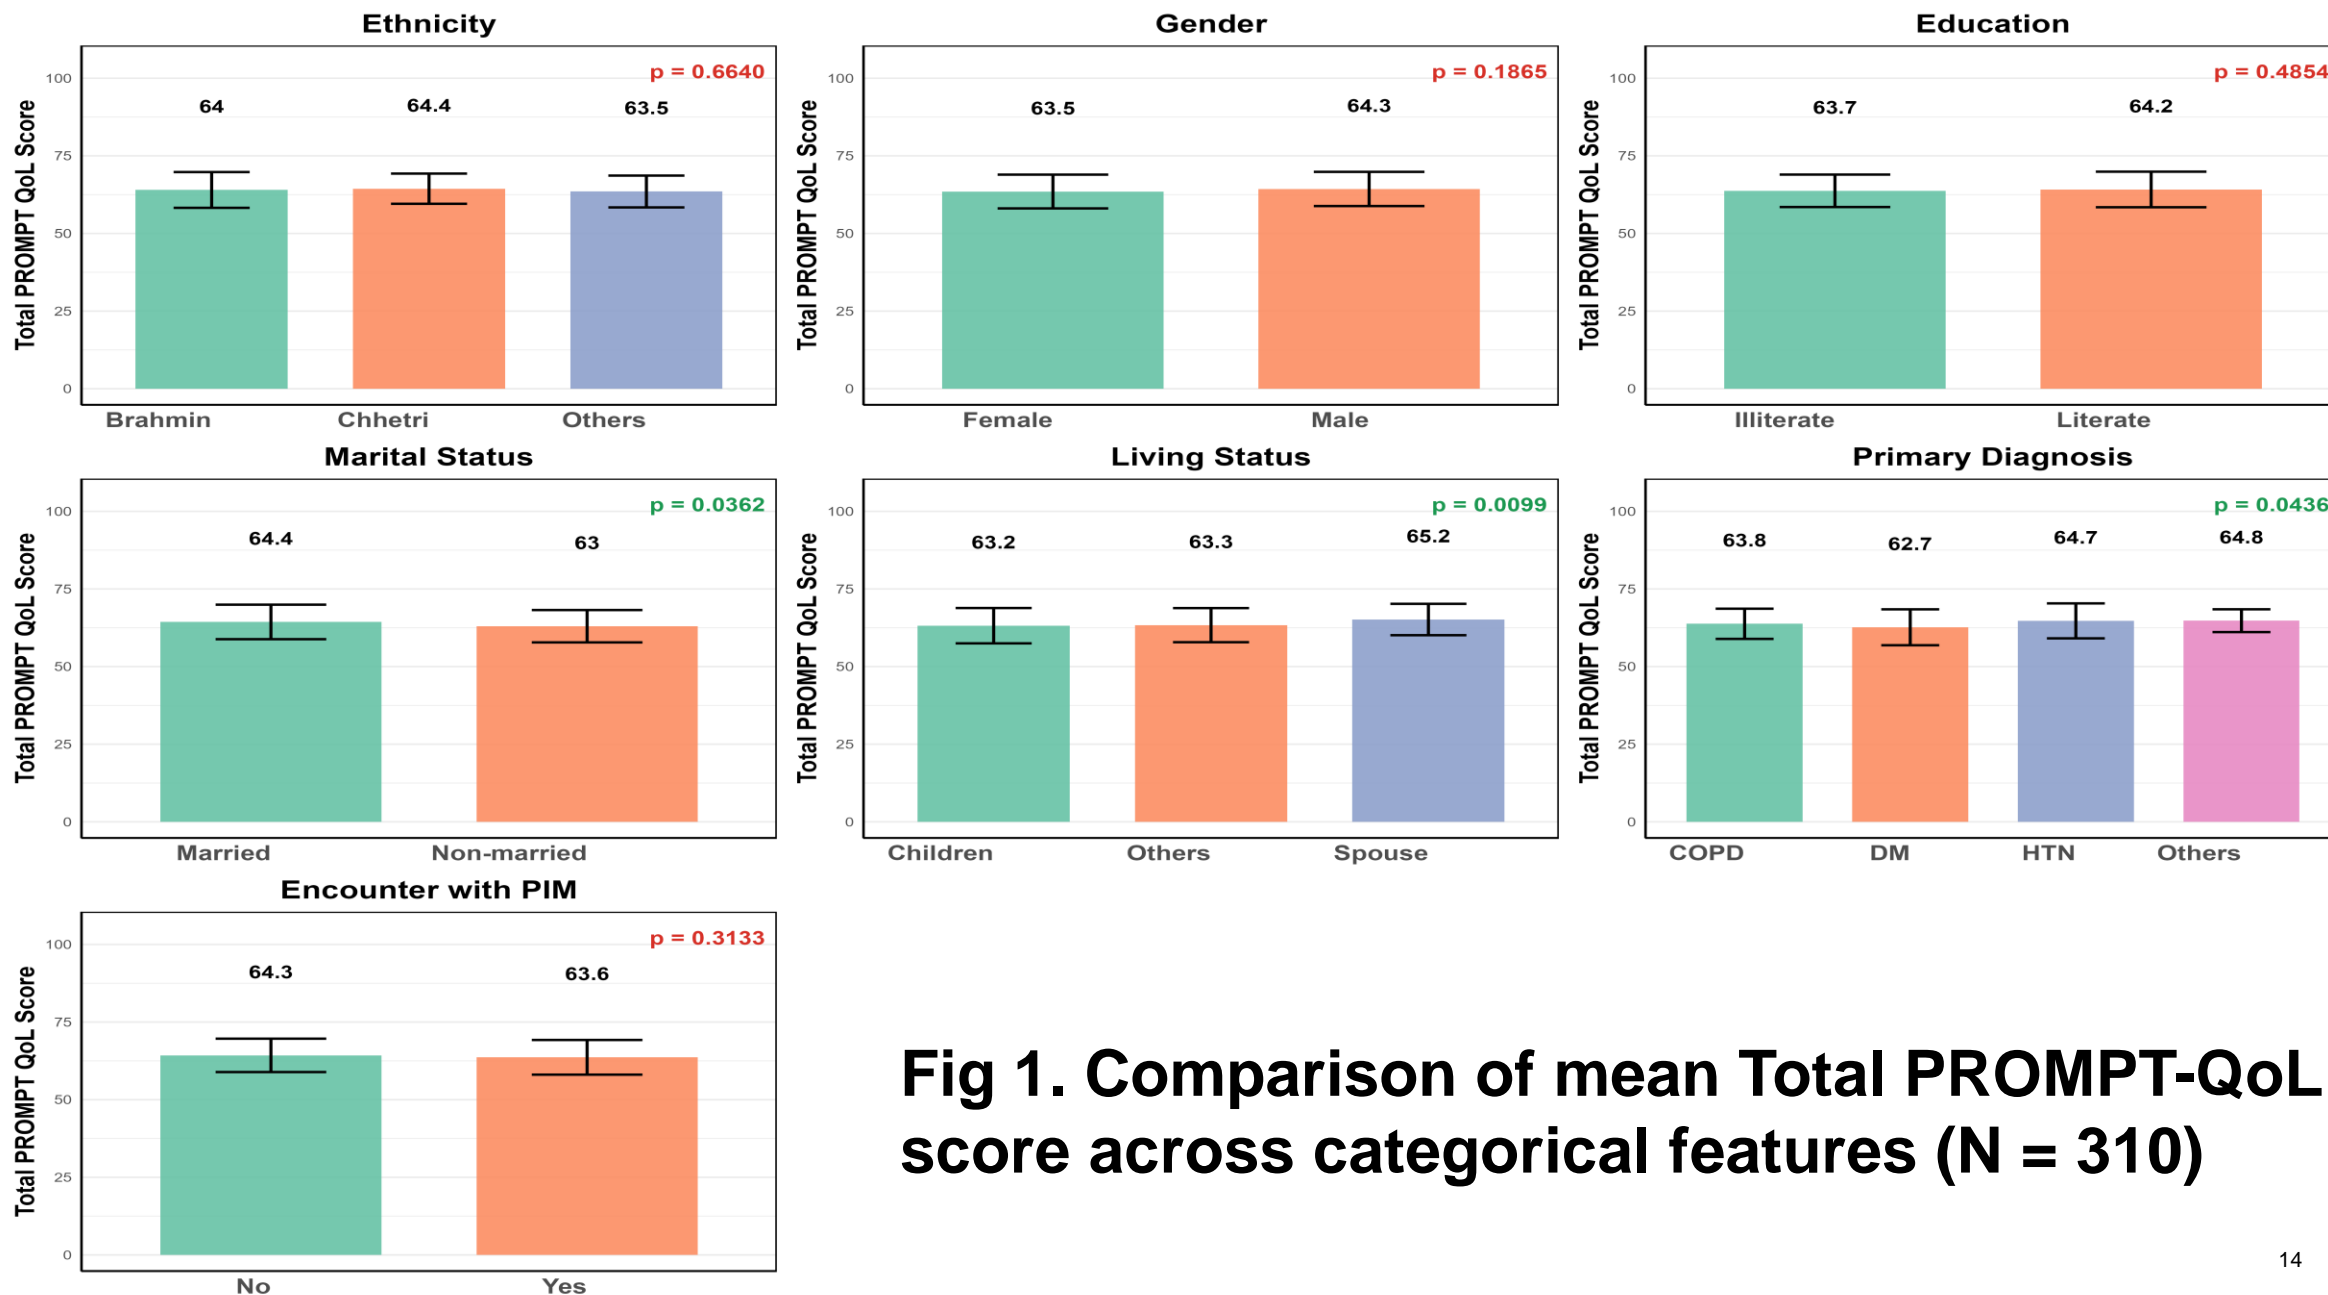 Ethnicity
p = 0.6640
64
64.4
63.5
100
75
50
25
0
Total PROMPT QoL Score
Brahmin Chhetri Others
Gender
p = 0.1865
63.5
64.3
100
75
50
25
0
Total PROMPT QoL Score
Female Male
Education
p = 0.4854
63.7
64.2
100
75
50
25
0
Total PROMPT QoL Score
Illiterate Literate
Marital Status
p = 0.0362
64.4
63
100
75
50
25
0
Total PROMPT QoL Score
Married Non-married
Living Status
p = 0.0099
63.2
63.3
65.2
100
75
50
25
0
Total PROMPT QoL Score
Children Others Spouse
Primary Diagnosis
p = 0.0436
63.8
62.7
64.7
64.8
100
75
50
25
0
Total PROMPT QoL Score
COPD DM HTN Others
Encounter with PIM
p = 0.3133
64.3
63.6
100
75
50
25
0
Total PROMPT QoL Score
No Yes
Fig 1. Comparison of mean Total PROMPT-QoL
score across categorical features (N = 310)
14